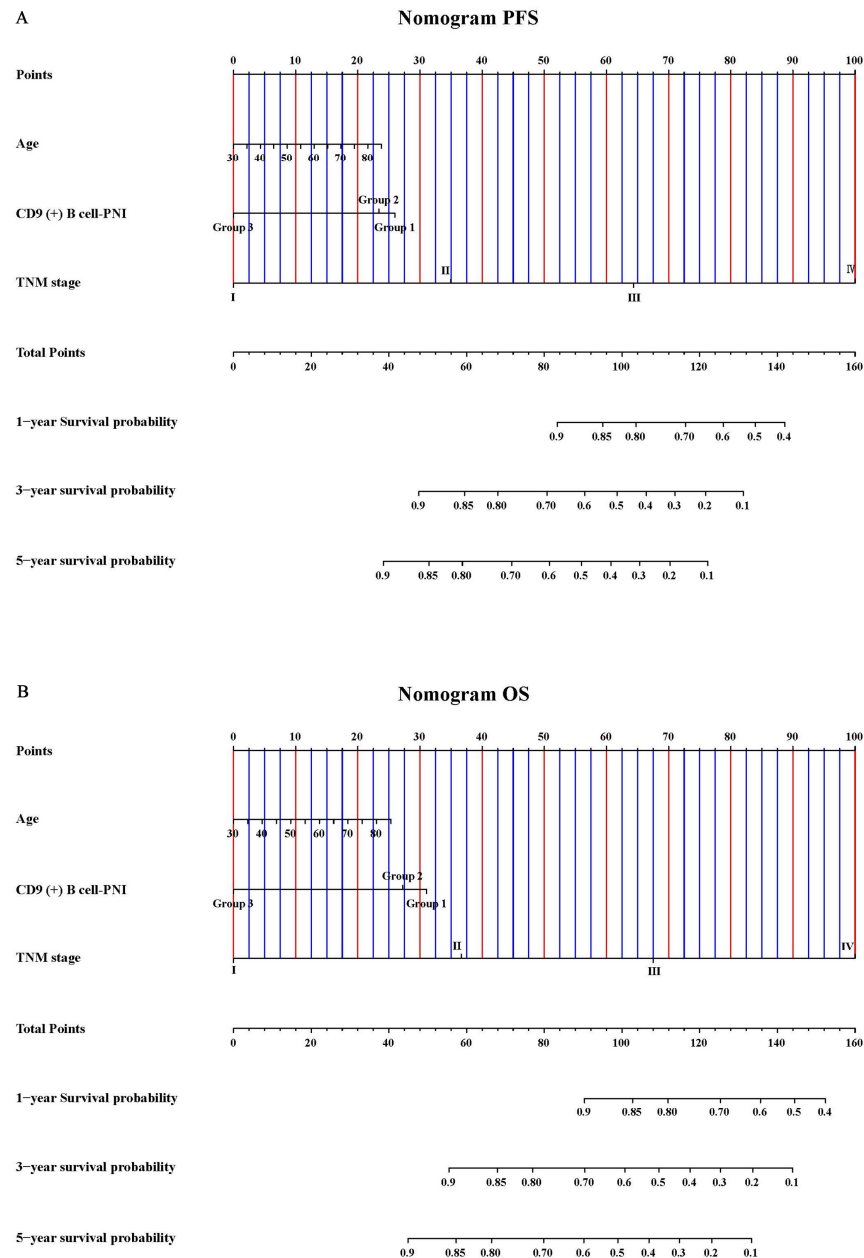 A
Nomogram PFS
0 10 20 30 40 50 60 70 80 90 100
Points
Age
30 40 50 60 70 80
Group 2
CD9 (+) B cell-PNI
Group 3 Group 1
II IV
TNM stage
I III
Total Points
0 20 40 60 80 100 120 140 160
1−year Survival probability
0.9 0.85 0.80 0.70 0.6 0.5 0.4
3−year survival probability
0.9 0.85 0.80 0.70 0.6 0.5 0.4 0.3 0.2 0.1
5−year survival probability
0.9 0.85 0.80 0.70 0.6 0.5 0.4 0.3 0.2 0.1
B
Nomogram OS
0 10 20 30 40 50 60 70 80 90 100
Points
Age
30 40 50 60 70 80
Group 2
CD9 (+) B cell-PNI
Group 3 Group 1
II IV
TNM stage
I III
Total Points
0 20 40 60 80 100 120 140 160
1−year Survival probability
0.9 0.85 0.80 0.70 0.6 0.5 0.4
3−year survival probability
0.9 0.85 0.80 0.70 0.6 0.5 0.4 0.3 0.2 0.1
5−year survival probability
0.9 0.85 0.80 0.70 0.6 0.5 0.4 0.3 0.2 0.1